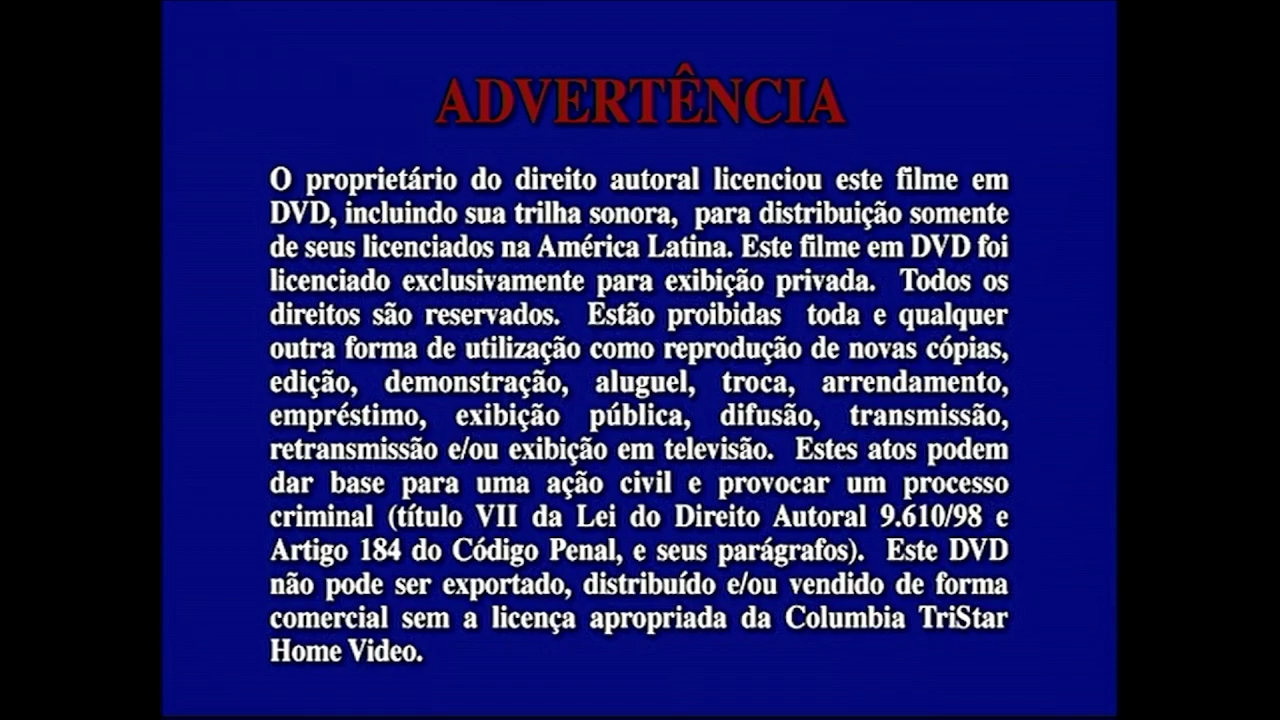 ADVERTÊNCIA
O proprietário do direito autoral licenciou este filme em
DVD, incluindo sua trilha sonora, para distribuição somente
de seus licenciados na América Latina. Este filme em DVD foi
licenciado exclusivamente para exibição privada. Todos os
direitos são reservados. Estão proibidas toda e qualquer
outra forma de utilização como reprodução de novas cópias,
edição, demonstração, aluguel, troca, arrendamento,
empréstimo, exibição pública, difusão, transmissão,
retransmissão e/ou exibição em televisão. Estes atos podem
dar base para uma ação civil e provocar um processo
criminal (título VII da Lei do Direito Autoral 9.610/98 e
Artigo 184 do Código Penal, e seus parágrafos). Este DVD
não pode ser exportado, distribuído e/ou vendido de forma
comercial sem a licença apropriada da Columbia TriStar
Home Video.